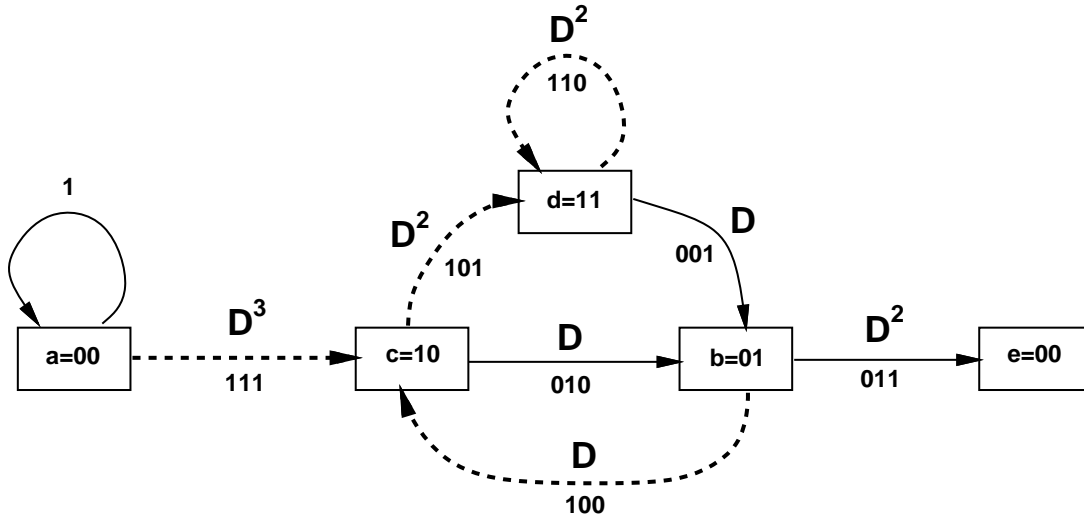 D²
110
1
d=11
D²
D
101
001
D³
D
D²
a=00
c=10
b=01
e=00
111
010
011
D
100